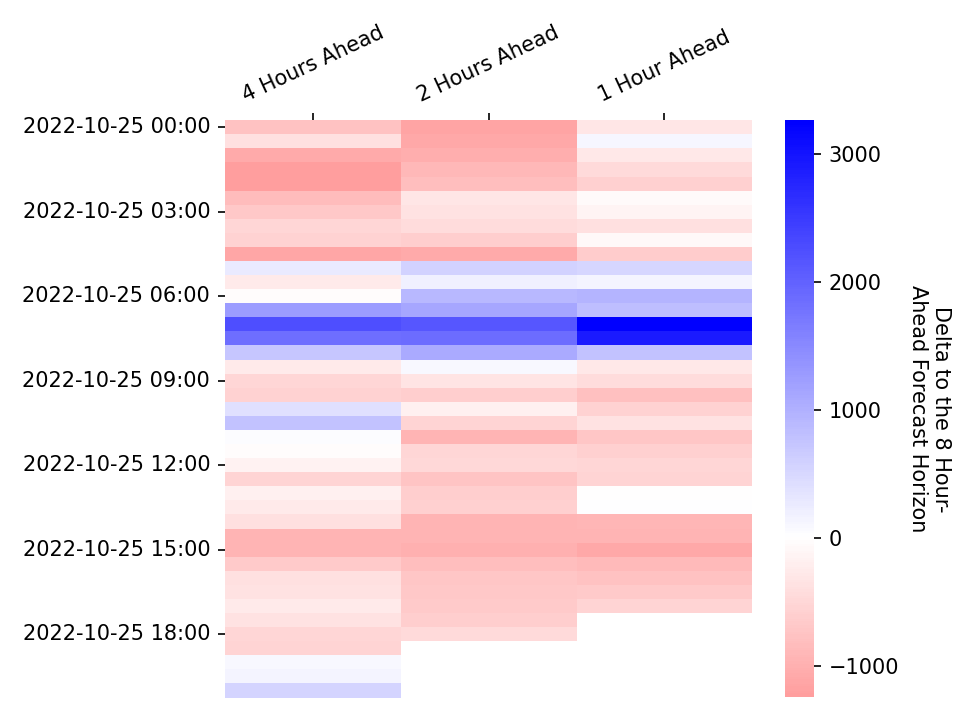 4 Hours Ahead
2 Hours Ahead
1 Hour Ahead
2022-10-25 00:00
2022-10-25 03:00
2022-10-25 06:00
2022-10-25 09:00
2022-10-25 12:00
2022-10-25 15:00
2022-10-25 18:00
3000
2000
1000
0
−1000
Delta to the 8 Hour-
Ahead Forecast Horizon